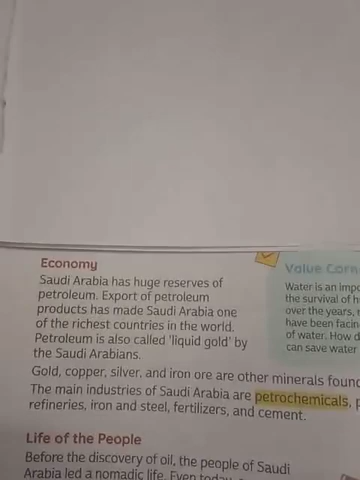 Economy
Saudi Arabia has huge reserves of
petroleum. Export of petroleum
products has made Saudi Arabia one
of the richest countries in the world.
Petroleum is also called 'liquid gold' by
the Saudi Arabians.
Gold, copper, silver, and iron ore are other minerals found
The main industries of Saudi Arabia are petrochemicals,
refineries, iron and steel, fertilizers, and cement.
Life of the People
Before the discovery of oil, the people of Saudi
Arabia led a nomadic life. Even today
Value Corn
Water is an impo
the survival of h
over the years,
have been facin
of water. How d
can save water